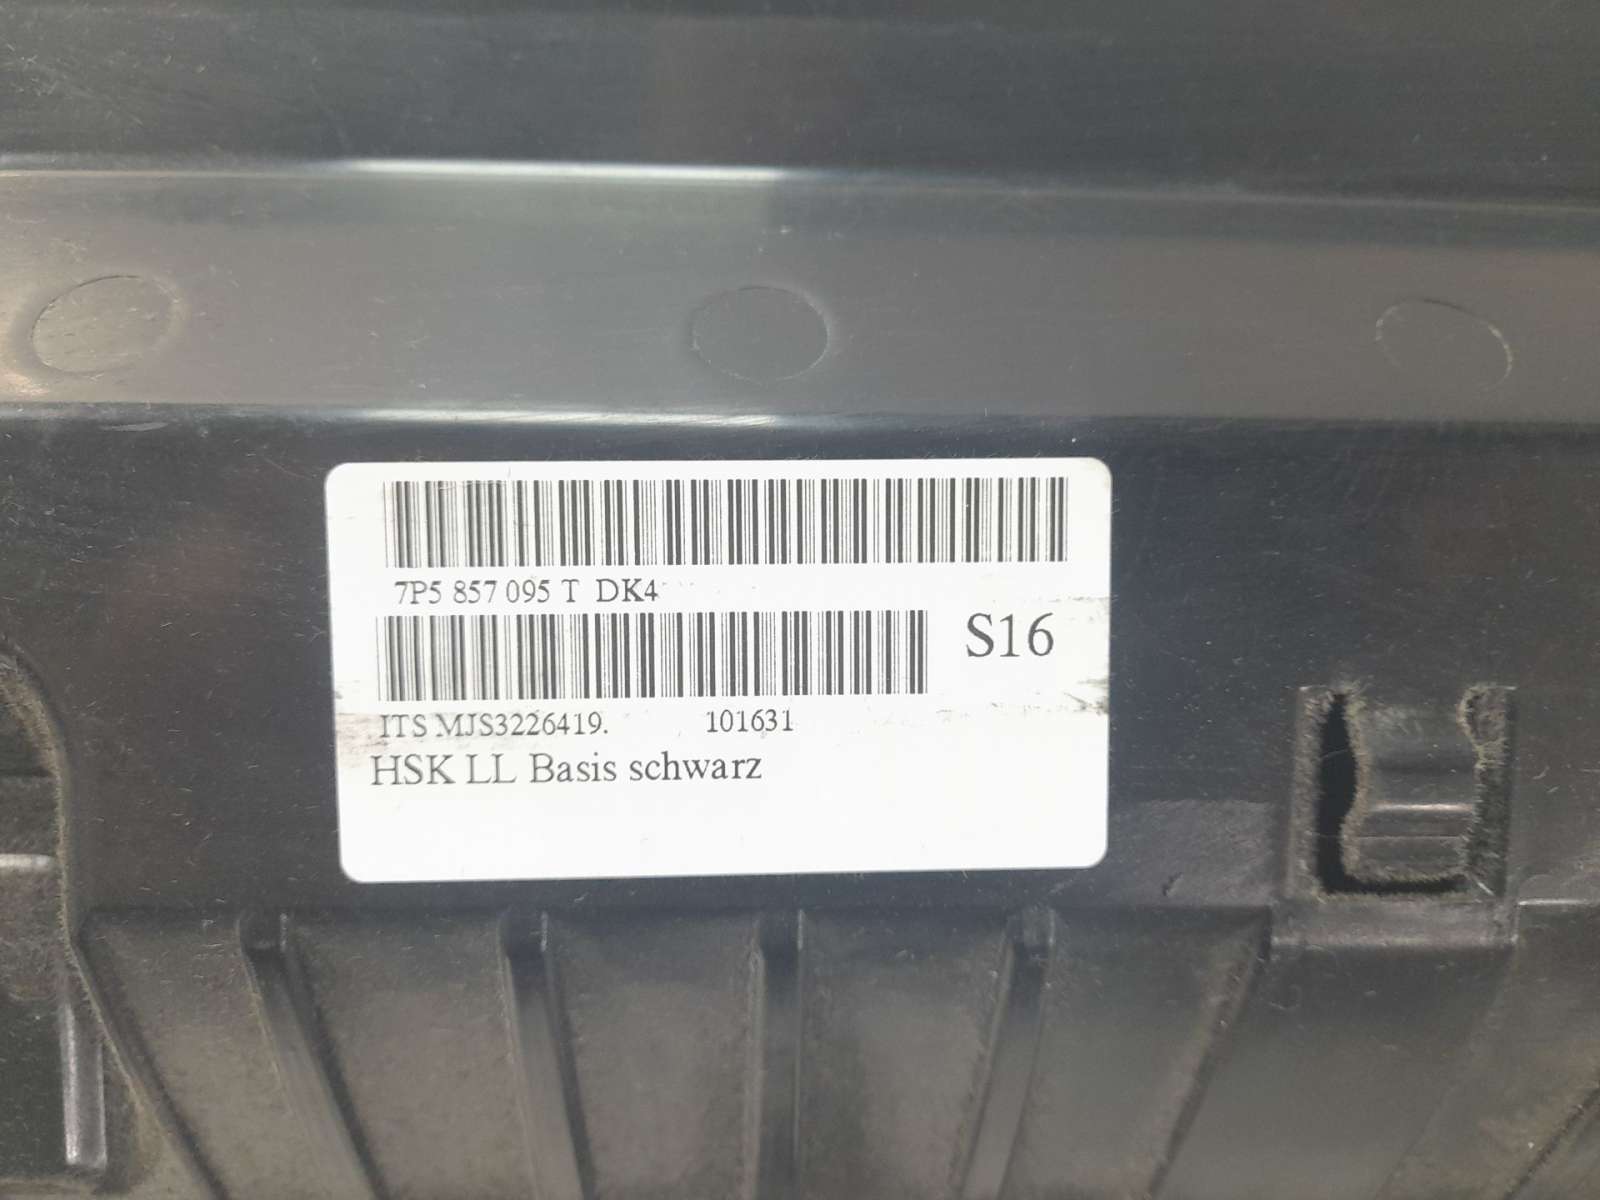 7P5 857 095 T DK4
S16
ITS MJS3226419. 101631
HSK LL Basis schwarz